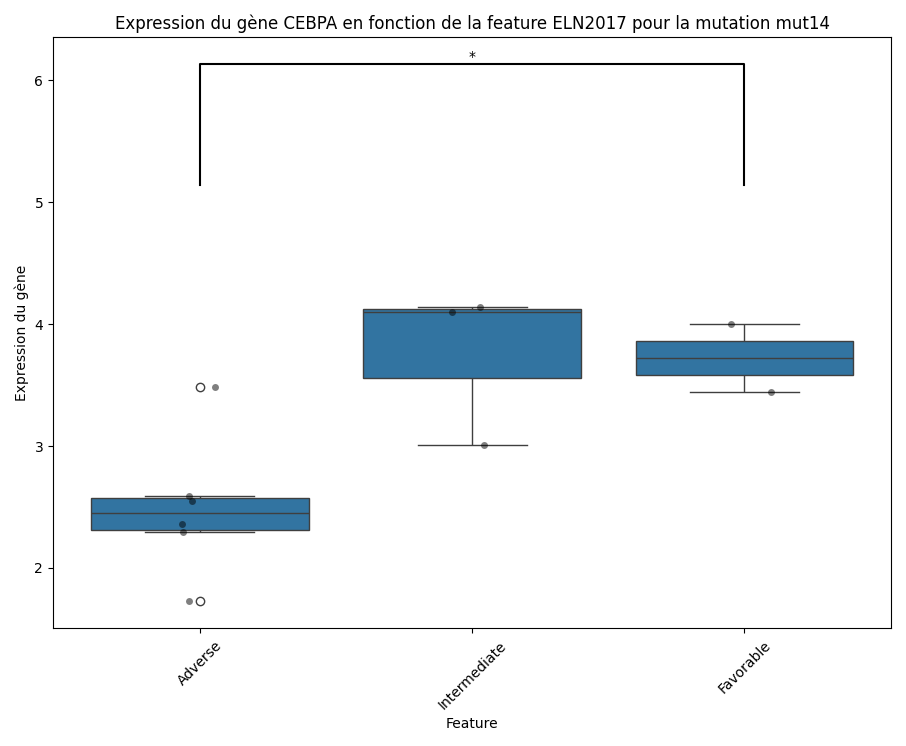 Expression du gène CEBPA en fonction de la feature ELN2017 pour la mutation mut14
*
6
5
4
3
2
Expression du gène
Adverse
Intermediate
Favorable
Feature